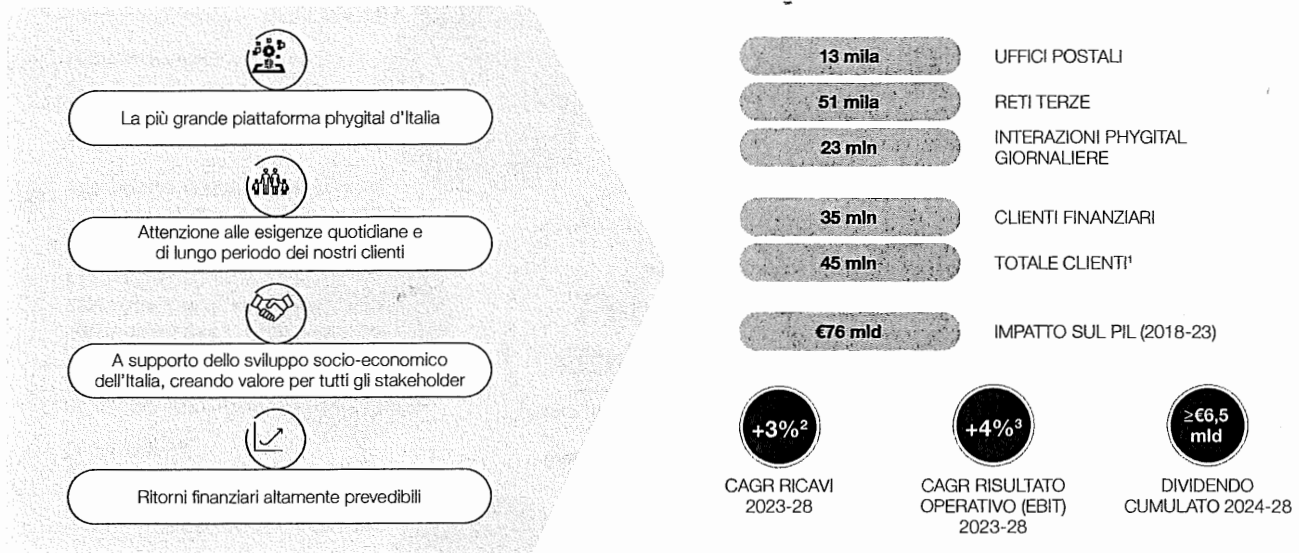 La più grande piattaforma phygital d'Italia
Attenzione alle esigenze quotidiane e
di lungo periodo dei nostri clienti
A supporto dello sviluppo socio-economico
dell'Italia, creando valore per tutti gli stakeholder
Ritorni finanziari altamente prevedibili
13 mila UFFICI POSTALI
51 mila RETI TERZE
23 mln INTERAZIONI PHYGITAL
GIORNALIERE
35 mln CLIENTI FINANZIARI
45 mln TOTALE CLIENTI¹
€76 mld IMPATTO SUL PIL (2018-23)
+3%²
CAGR RICAVI
2023-28
+4%³
CAGR RISULTATO
OPERATIVO (EBIT)
2023-28
≥€6,5
mld
DIVIDENDO
CUMULATO 2024-28